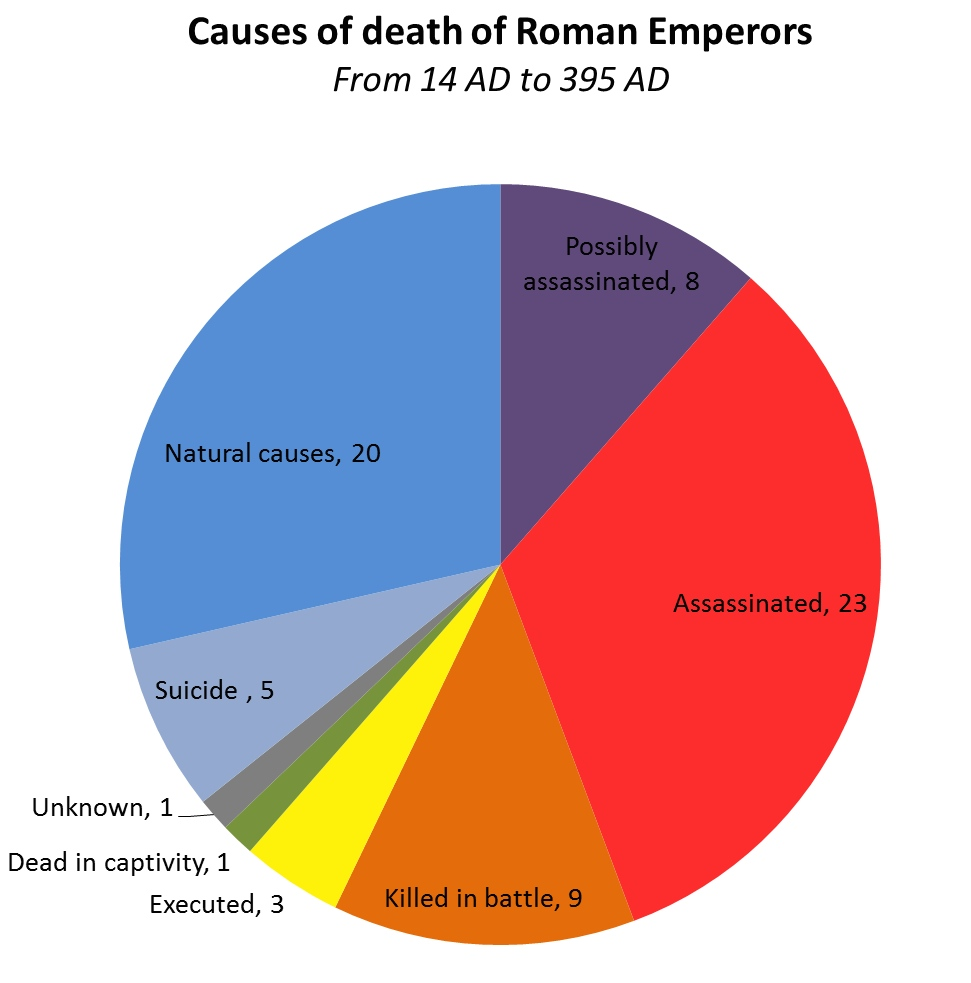 Causes of death of Roman Emperors
From 14 AD to 395 AD
Possibly
assassinated, 8
Natural causes, 20
Assassinated, 23
Suicide , 5
Unknown, 1
Dead in captivity, 1
Executed, 3
Killed in battle, 9